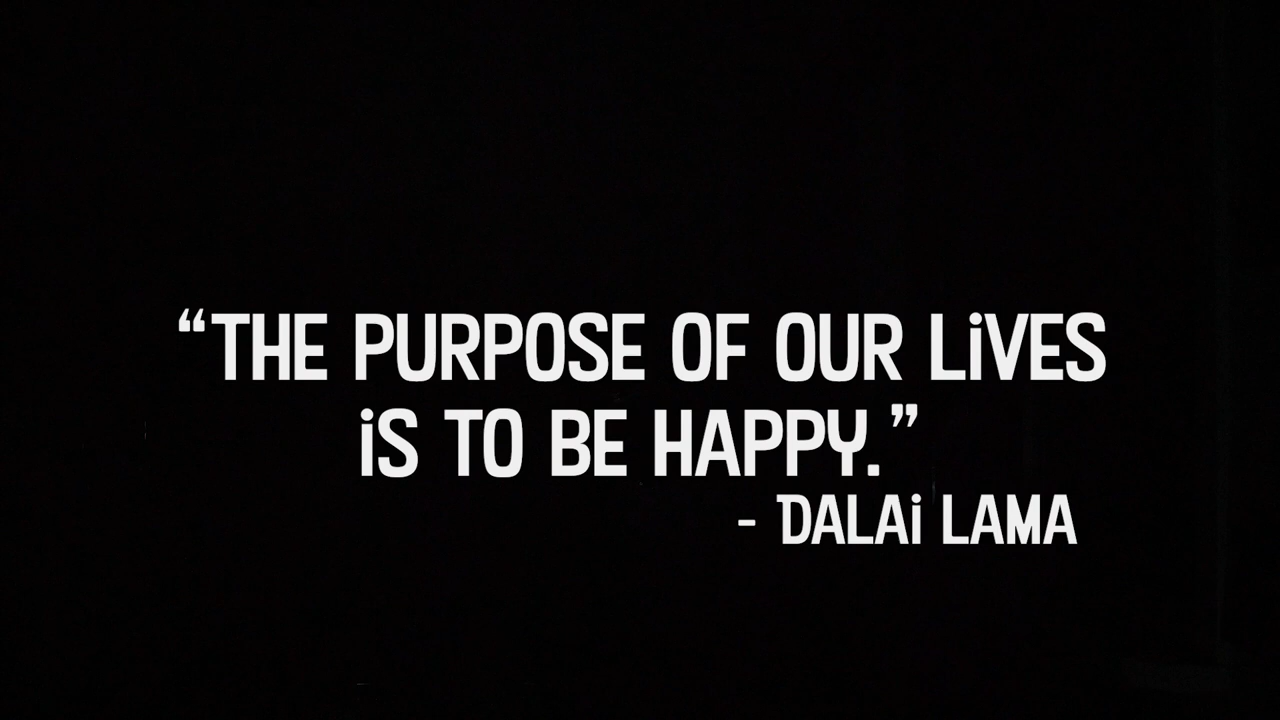 “THE PURPOSE OF OUR LiVES
iS TO BE HAPPY.”
- DALAi LAMA